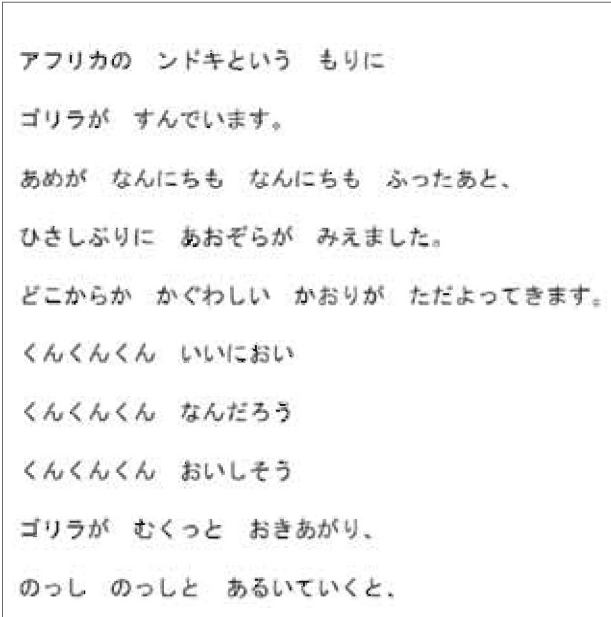 アフリカの　ンドキという　もりに
ゴリラが　すんでいます。
あめが　なんにちも　なんにちも　ふったあと、
ひさしぶりに　あおぞらが　みえました。
どこからか　かぐわしい　かおりが　ただよってきます。
くんくんくん　いいにおい
くんくんくん　なんだろう
くんくんくん　おいしそう
ゴリラが　むくっと　おきあがり、
のっし　のっしと　あるいていくと、